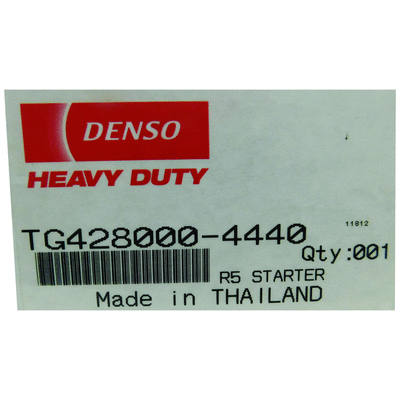 DENSO
HEAVY DUTY
11812
TG428000-4440
Qty:001
R5 STARTER
Made in THAILAND